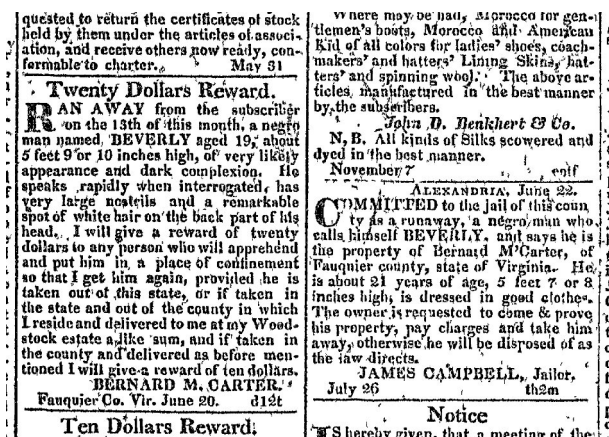 quested to return the certificates of stock
held by them under the articles of associ-
ation, and receive others now ready, con-
formable to charter. May 31
Twenty Dollars Reward.
RAN AWAY from the subscriber
on the 13th of this month, a negro
man named BEVERLY aged 19, about
5 feet 9 or 10 inches high, of very likely
appearance and dark complexion. He
speaks rapidly when interrogated, has
very large nostrils and a remarkable
spot of white hair on the back part of his
head. I will give a reward of twenty
dollars to any person who will apprehend
and put him in a place of confinement
so that I get him again, provided he is
taken out of this state, or if taken in
the state and out of the county in which
I reside and delivered to me at my Wood-
stock estate a like sum, and if taken in
the county and delivered as before men-
tioned I will give a reward of ten dollars.
BERNARD M. CARTER.
Fauquier Co. Vir. June 20. d12t
Ten Dollars Reward.
Where may be had, Morocco for gen-
tlemen's boots, Morocco and American
Kid of all colors for ladies' shoes, coach-
makers' and hatters' Lining Skins, hat-
ters' and spinning wool. The above ar-
ticles manufactured in the best manner
by the subscribers.
John D. Benkhert & Co.
N. B. All kinds of Silks scowered and
dyed in the best manner.
November 7 eotf
ALEXANDRIA, June 22.
COMMITTED to the jail of this coun
ty as a runaway, a negro man who
calls himself BEVERLY, and says he is
the property of Bernard M'Carter, of
Fauquier county, state of Virginia. He
is about 21 years of age, 5 feet 7 or 8
inches high, is dressed in good clothes.
The owner is requested to come & prove
his property, pay charges and take him
away, otherwise he will be disposed of as
the law directs.
JAMES CAMPBELL, Jailor.
July 26 th2m
Notice
IS hereby given, that a meeting of the